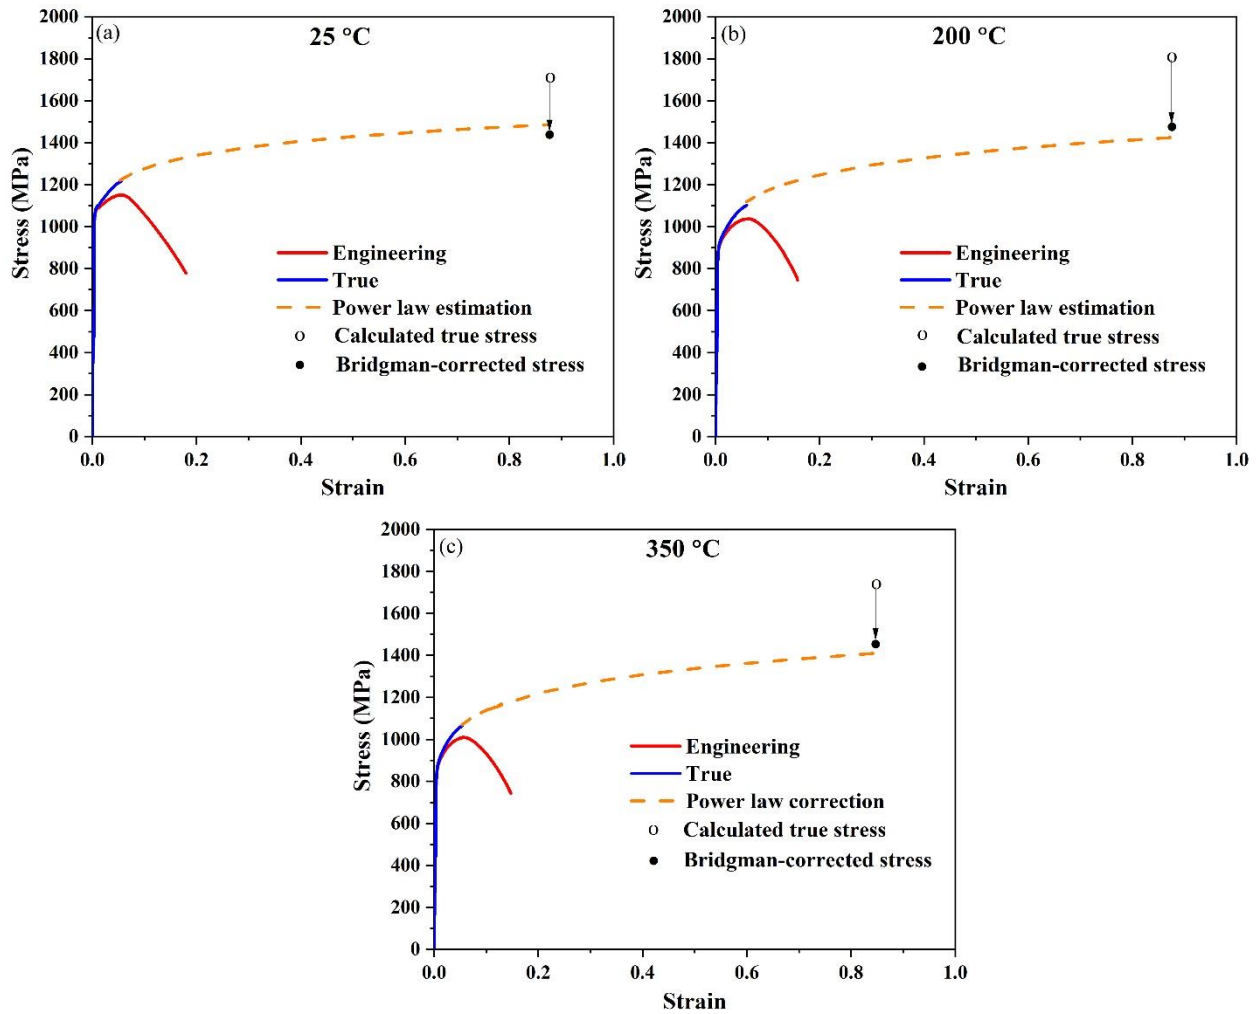 (a)
25 °C
Stress (MPa)
2000
1800
1600
1400
1200
1000
800
600
400
200
0
0.0 0.2 0.4 0.6 0.8 1.0
Strain
Engineering
True
Power law estimation
Calculated true stress
Bridgman-corrected stress
(b)
200 °C
Stress (MPa)
2000
1800
1600
1400
1200
1000
800
600
400
200
0
0.0 0.2 0.4 0.6 0.8 1.0
Strain
Engineering
True
Power law estimation
Calculated true stress
Bridgman-corrected stress
(c)
350 °C
Stress (MPa)
2000
1800
1600
1400
1200
1000
800
600
400
200
0
0.0 0.2 0.4 0.6 0.8 1.0
Strain
Engineering
True
Power law correction
Calculated true stress
Bridgman-corrected stress